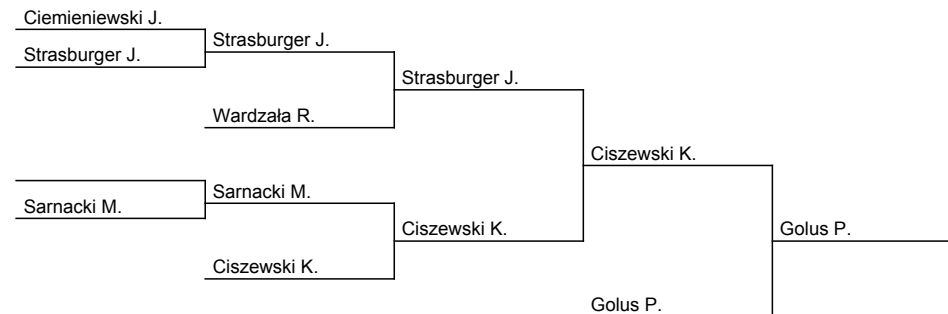 Ciemieniewski J.
Strasburger J.
Strasburger J.
Strasburger J.
Wardzała R.
Ciszewski K.
Sarnacki M.
Sarnacki M.
Ciszewski K.
Golus P.
Ciszewski K.
Golus P.